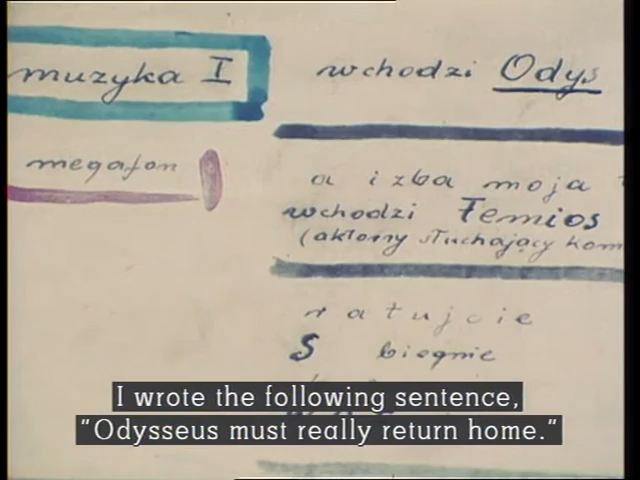 muzyka I
wchodzi Odys
megafon
a izba moja
wchodzi Femios
(aktorzy słuchający kom
ratujcie
S biegnie
I wrote the following sentence,
"Odysseus must really return home."